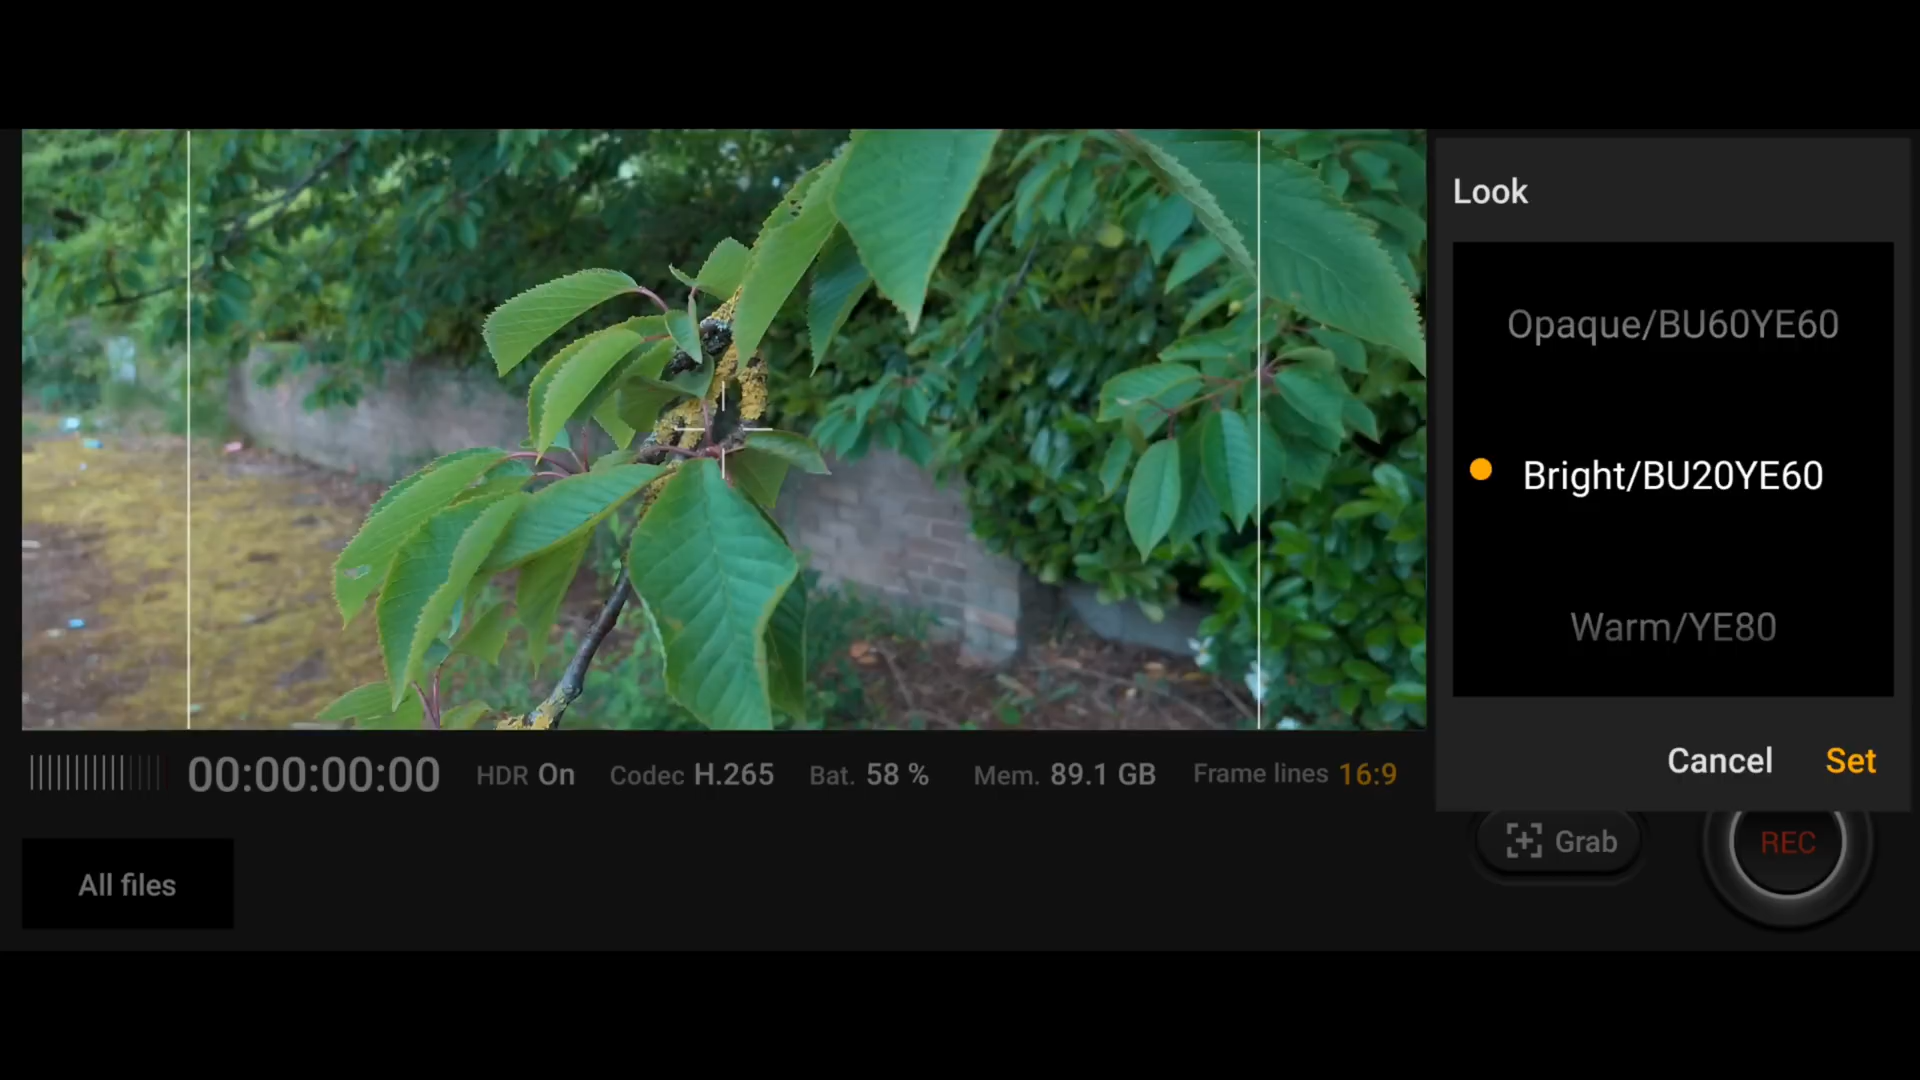 Look
Opaque/BU60YE60
Bright/BU20YE60
Warm/YE80
Cancel Set
00:00:00:00 HDR On Codec H.265 Bat. 58 % Mem. 89.1 GB Frame lines 16:9
All files
Grab
REC